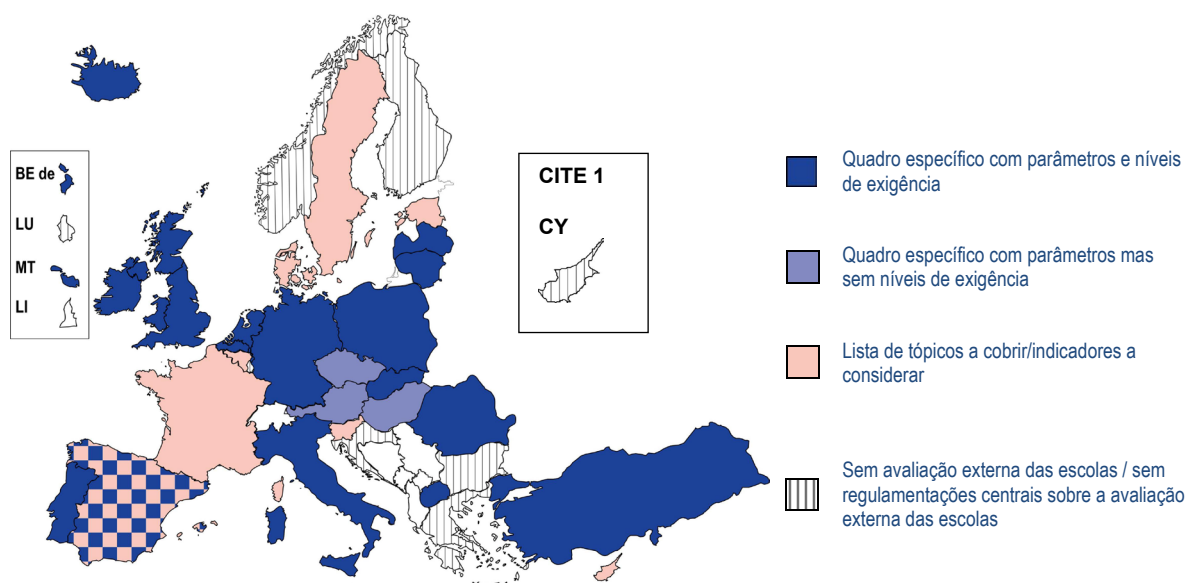 BE de
LU
MT
LI
CITE 1
CY
Quadro específico com parâmetros e níveis
de exigência
Quadro específico com parâmetros mas
sem níveis de exigência
Lista de tópicos a cobrir/indicadores a
considerar
Sem avaliação externa das escolas / sem
regulamentações centrais sobre a avaliação
externa das escolas